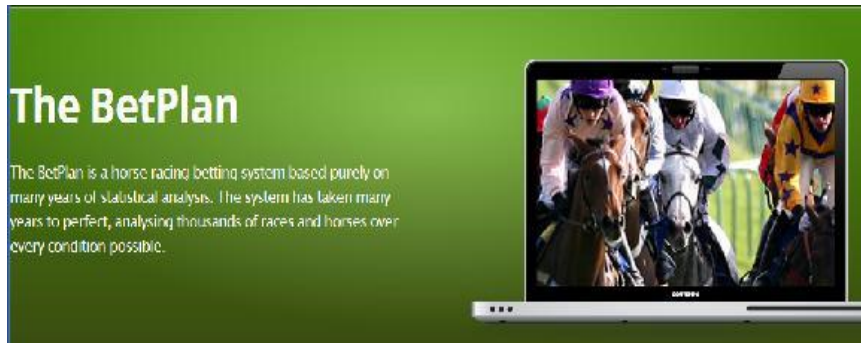 The BetPlan
The BetPlan is a horse racing betting system based purely on
many years of statistical analysis. The system has taken many
years to perfect, analysing thousands of races and horses over
every condition possible.